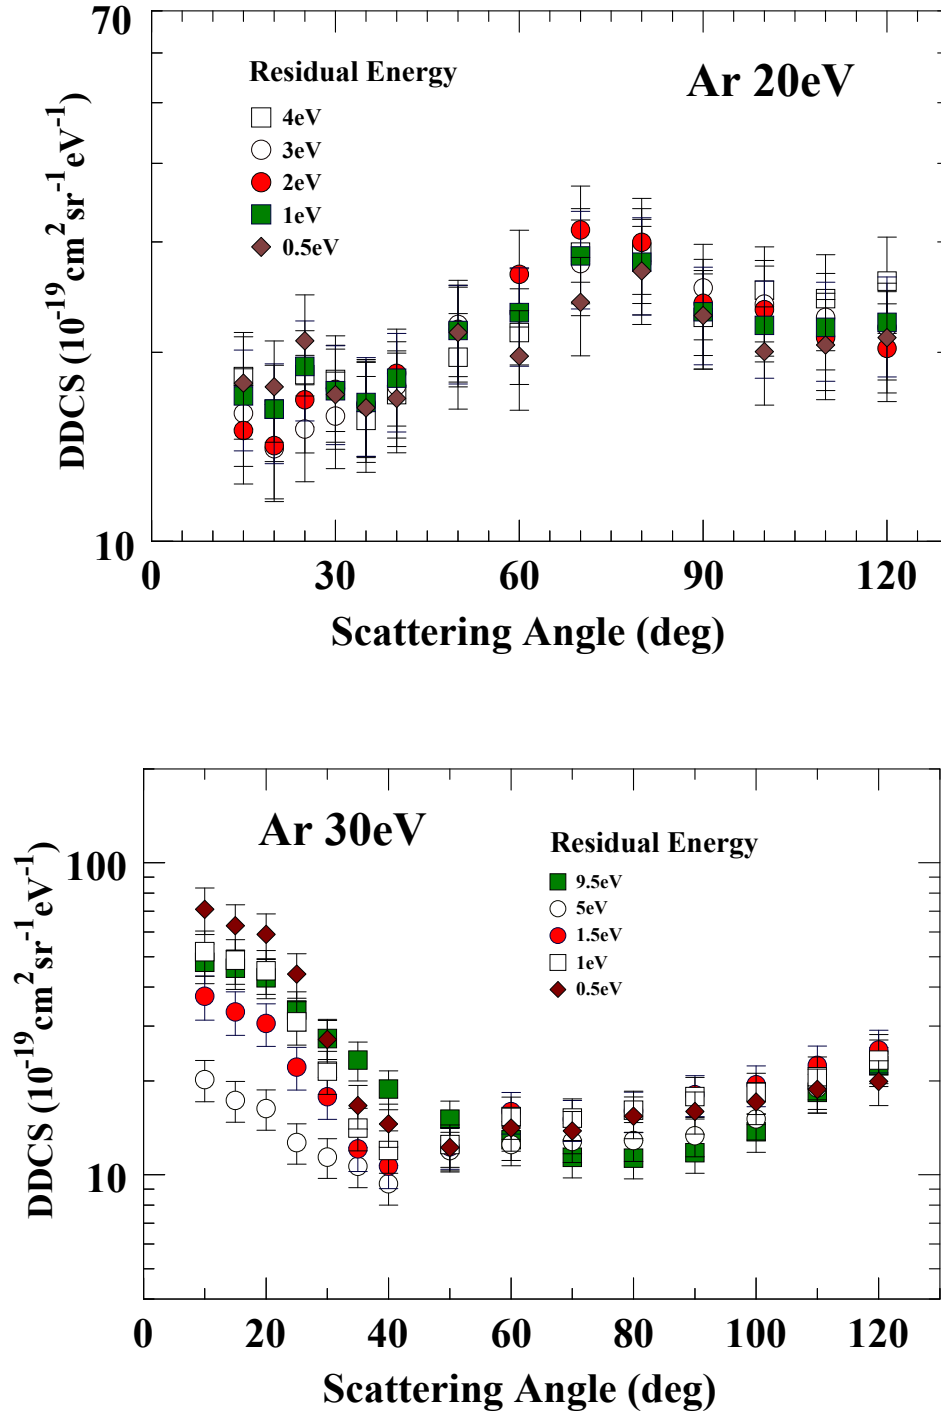 70
Residual Energy
Ar 20eV
4eV
3eV
2eV
1eV
0.5eV
DDCS (10⁻¹⁹cm²sr⁻¹eV⁻¹)
10
0 30 60 90 120
Scattering Angle (deg)
Ar 30eV
Residual Energy
100
9.5eV
5eV
1.5eV
1eV
0.5eV
DDCS (10⁻¹⁹cm²sr⁻¹eV⁻¹)
10
0 20 40 60 80 100 120
Scattering Angle (deg)